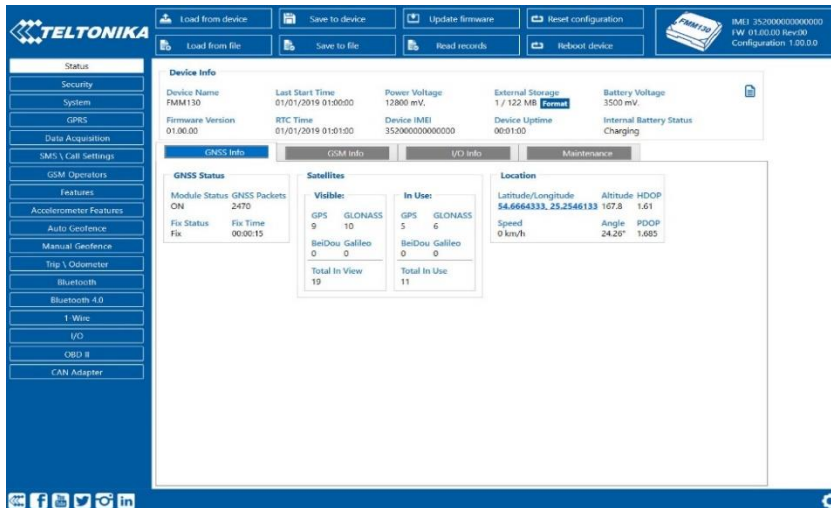 TELTONIKA
Load from device
Save to device
Update firmware
Reset configuration
Load from file
Save to file
Read records
Reboot device
FMM130
IMEI 352000000000000
FW 01.00.00 Rev:00
Configuration 1.00.0.0
Status
Security
System
GPRS
Data Acquisition
SMS \ Call Settings
GSM Operators
Features
Accelerometer Features
Auto Geofence
Manual Geofence
Trip \ Odometer
Bluetooth
Bluetooth 4.0
1-Wire
I/O
OBD II
CAN Adapter
Device Info
Device Name Last Start Time Power Voltage External Storage Battery Voltage
FMM130 01/01/2019 01:00:00 12800 mV. 1 / 122 MB Format 3500 mV.
Firmware Version RTC Time Device IMEI Device Uptime Internal Battery Status
01.00.00 01/01/2019 01:01:00 352000000000000 00:01:00 Charging
GNSS Info GSM Info I/O Info Maintenance
GNSS Status
Module Status GNSS Packets
ON 2470
Fix Status Fix Time
Fix 00:00:15
Satellites
Visible:
GPS GLONASS
9 10
BeiDou Galileo
0 0
Total In View
19
In Use:
GPS GLONASS
5 6
BeiDou Galileo
0 0
Total In Use
11
Location
Latitude/Longitude Altitude HDOP
54.6664333, 25.2546133 167.8 1.61
Speed Angle PDOP
0 km/h 24.26° 1.685